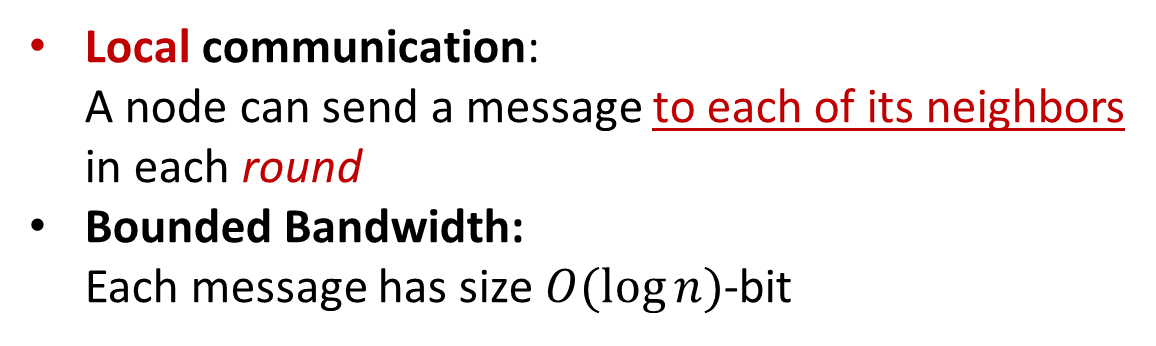 • Local communication:
A node can send a message to each of its neighbors
in each round
• Bounded Bandwidth:
Each message has size O(log n)-bit